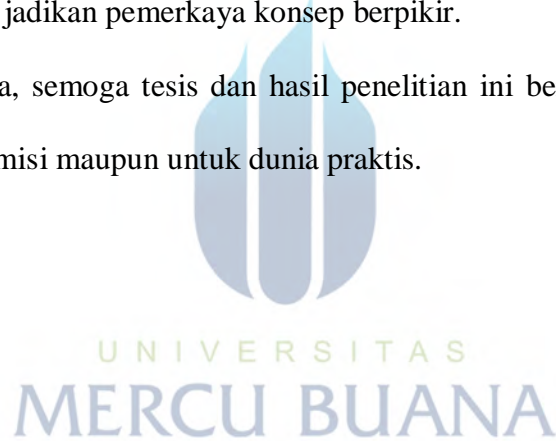 jadikan pemerkaya konsep berpikir.
a, semoga tesis dan hasil penelitian ini be
misi maupun untuk dunia praktis.
UNIVERSITAS
MERCU BUANA